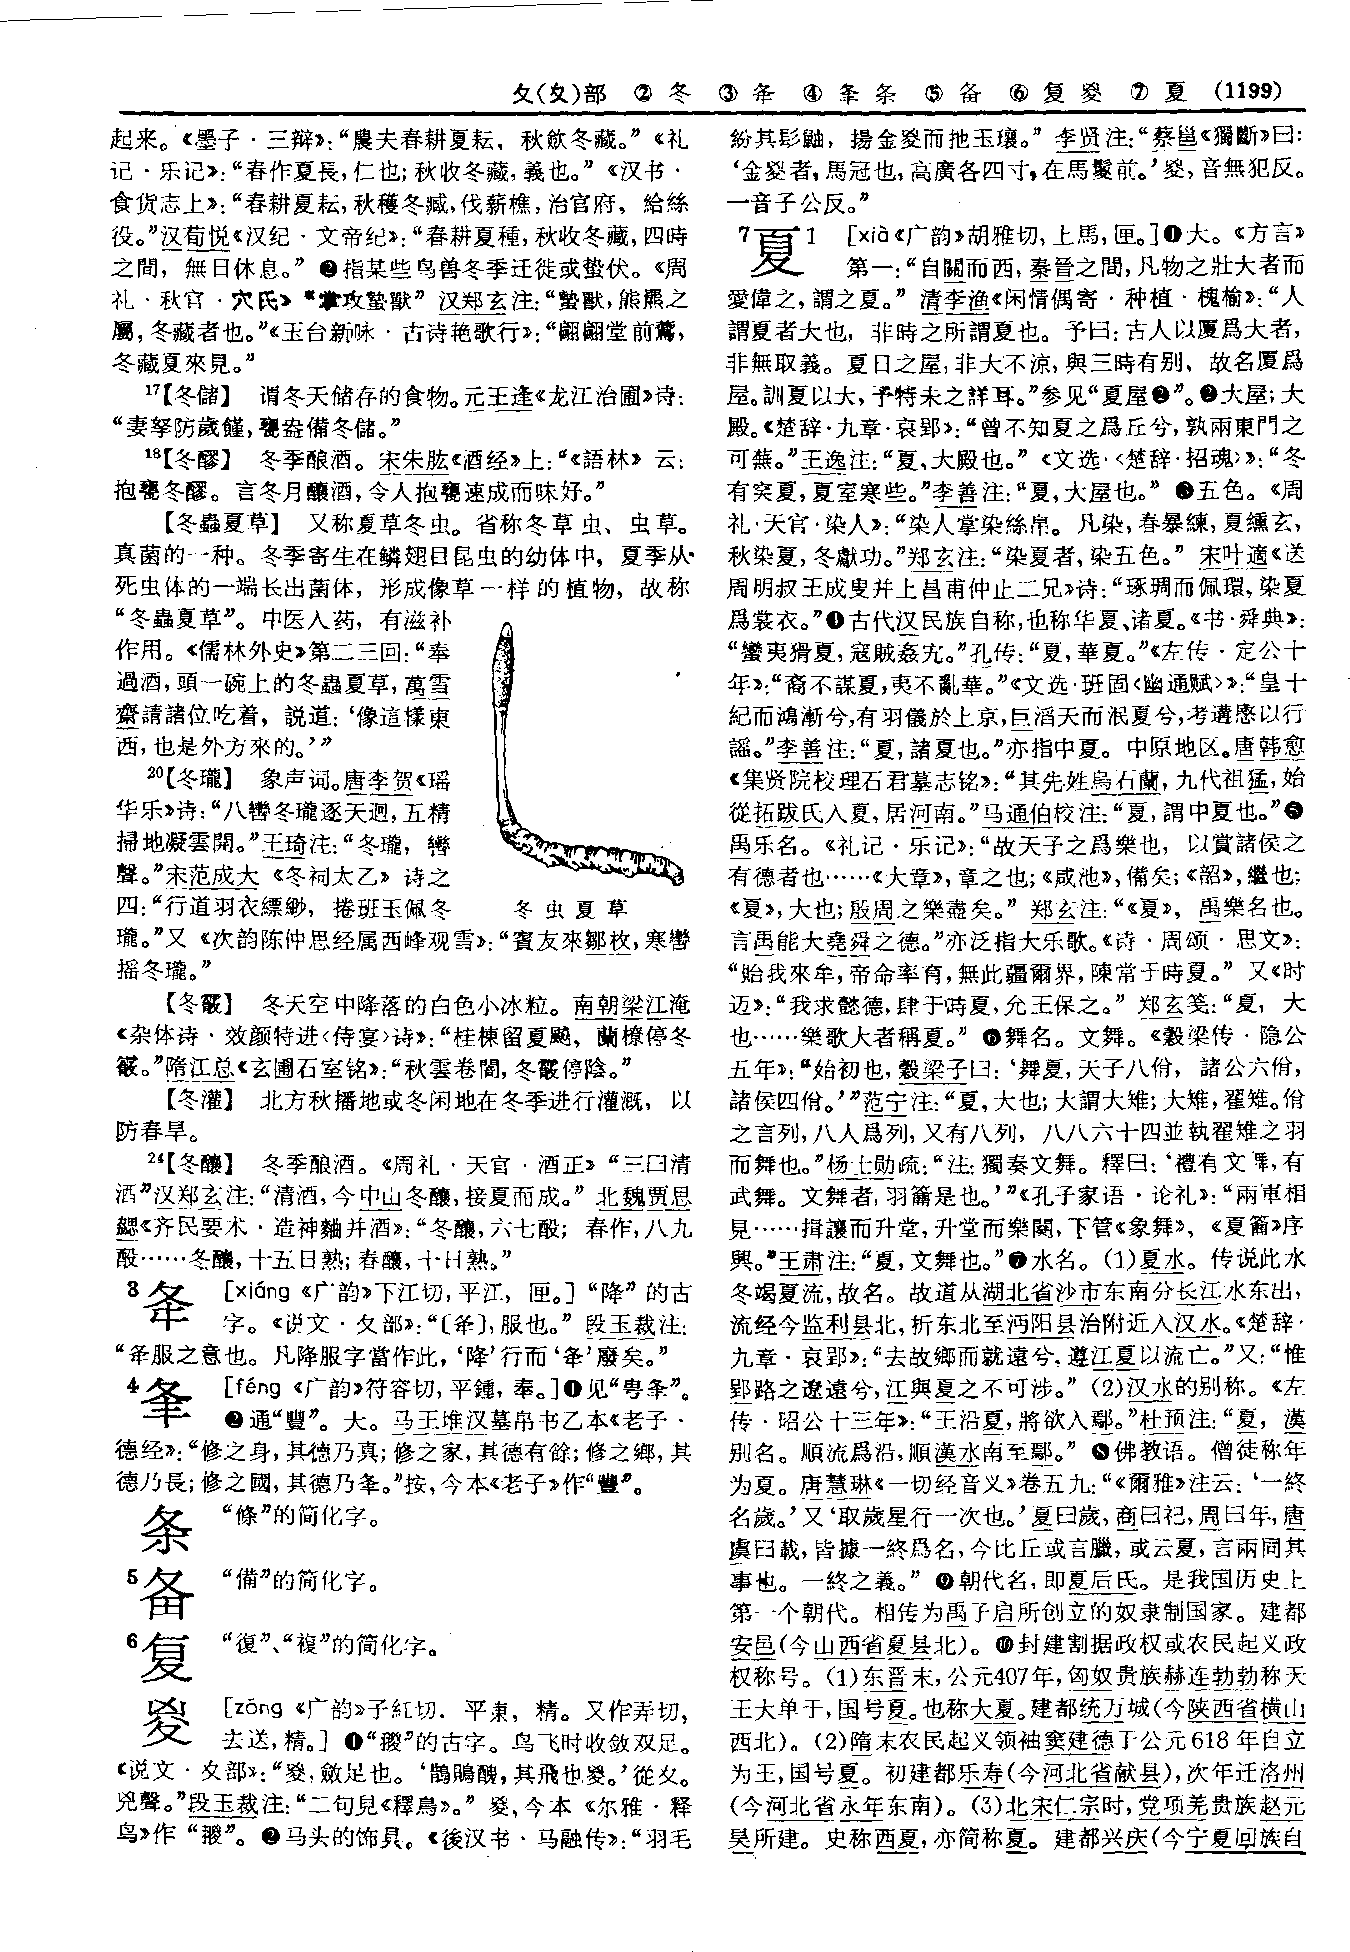 夂(夊)部 ②冬 ③夅 ④夆条 ⑤备 ⑥复夎 ⑦夏 (1199)
起来。《墨子·三辩》：“農夫春耕夏耘，秋歛冬藏。”《礼
记·乐记》：“春作夏長，仁也；秋收冬藏，義也。”《汉书·
食货志上》：“春耕夏耘，秋穫冬臧，伐薪樵，治官府，給繇
役。”汉荀悦《汉纪·文帝纪》：“春耕夏種，秋收冬藏，四時
之間，無日休息。”❷指某些鸟兽冬季迁徙或蛰伏。《周
礼·秋官·穴氏》“掌攻蟄獸”汉郑玄注：“蟄獸，熊羆之
屬，冬藏者也。”《玉台新咏·古诗艳歌行》：“翩翩堂前鷰，
冬藏夏來見。”
17【冬儲】 谓冬天储存的食物。元王逢《龙江治圃》诗：
“妻孥防歲饉，甕盎備冬儲。”
18【冬醪】 冬季酿酒。宋朱肱《酒经》上：“《語林》云：
抱甕冬醪。言冬月釀酒，令人抱甕速成而味好。”
【冬蟲夏草】 又称夏草冬虫。省称冬草虫、虫草。
真菌的一种。冬季寄生在鳞翅目昆虫的幼体中，夏季从
死虫体的一端长出菌体，形成像草一样的植物，故称
“冬蟲夏草”。中医入药，有滋补
作用。《儒林外史》第二三回：“奉
過酒，頭一碗上的冬蟲夏草，萬雪
齋請諸位吃着，説道：‘像這樣東
西，也是外方來的。’”
20【冬瓏】 象声词。唐李贺《瑶
华乐》诗：“八轡冬瓏逐天迥，五精
掃地凝雲開。”王琦注：“冬瓏，轡
聲。”宋范成大《冬祠太乙》诗之
四：“行道羽衣縹緲，捲班玉佩冬
冬虫夏草
瓏。”又《次韵陈仲思经属西峰观雪》：“賓友來鄒枚，寒轡
摇冬瓏。”
【冬霰】 冬天空中降落的白色小冰粒。南朝梁江淹
《杂体诗·效颜特进〈侍宴〉诗》：“桂棟留夏飈，蘭橑停冬
霰。”隋江总《玄圃石室铭》：“秋雲卷闇，冬霰停陰。”
【冬灌】 北方秋播地或冬闲地在冬季进行灌溉，以
防春旱。
24【冬釀】 冬季酿酒。《周礼·天官·酒正》“三曰清
酒”汉郑玄注：“清酒，今中山冬釀，接夏而成。”北魏贾思
勰《齐民要术·造神麯并酒》：“冬釀，六七酘；春作，八九
酘……冬釀，十五日熟；春釀，十日熟。”
3 夅 [xiáng《广韵》下江切，平江，匣。]“降”的古
字。《说文·夊部》：“〔夅〕，服也。”段玉裁注：
“夅服之意也。凡降服字當作此，‘降’行而‘夅’廢矣。”
4 夆 [fēng《广韵》符容切，平鍾，奉。]❶见“甹夆”。
❷通“豐”。大。马王堆汉墓帛书乙本《老子·
德经》：“修之身，其德乃真；修之家，其德有餘；修之鄉，其
德乃長；修之國，其德乃夆。”按，今本《老子》作“豐”。
条 “條”的简化字。
5 备 “備”的简化字。
6 复 “復”、“複”的简化字。
夎 [zōng《广韵》子紅切，平東，精。又作弄切，
去送，精。]❶“翪”的古字。鸟飞时收敛双足。
《说文·夊部》：“夎，斂足也。‘鵲鶪醜，其飛也夎。’從夊。
兇聲。”段玉裁注：“二句見《釋鳥》。”夎，今本《尔雅·释
鸟》作“翪”。❷马头的饰具。《後汉书·马融传》：“羽毛
紛其髟鼬，揚金夎而扡玉瓖。”李贤注：“蔡邕《獨斷》曰：
‘金夎者，馬冠也，高廣各四寸，在馬鬉前。’夎，音無犯反。
一音子公反。”
7 夏1 [xià《广韵》胡雅切，上馬，匣。]❶大。《方言》
第一：“自關而西，秦晉之間，凡物之壯大者而
愛偉之，謂之夏。”清李渔《闲情偶寄·种植·槐榆》：“人
謂夏者大也，非時之所謂夏也。予曰：古人以厦爲大者，
非無取義。夏日之屋，非大不涼，與三時有别，故名厦爲
屋。訓夏以大，予特未之詳耳。”参见“夏屋❷”。❷大屋；大
殿。《楚辞·九章·哀郢》：“曾不知夏之爲丘兮，孰兩東門之
可蕪。”王逸注：“夏，大殿也。”《文选·〈楚辞·招魂〉》：“冬
有突夏，夏室寒些。”李善注：“夏，大屋也。”❸五色。《周
礼·天官·染人》：“染人掌染絲帛。凡染，春暴練，夏纁玄，
秋染夏，冬獻功。”郑玄注：“染夏者，染五色。”宋叶適《送
周明叔王成叟并上昌甫仲止二兄》诗：“琢琱而佩環，染夏
爲裳衣。”❹古代汉民族自称，也称华夏、诸夏。《书·舜典》：
“蠻夷猾夏，寇賊姦宄。”孔传：“夏，華夏。”《左传·定公十
年》：“裔不謀夏，夷不亂華。”《文选·班固〈幽通赋〉》：“皇十
紀而鴻漸兮，有羽儀於上京，巨滔天而泯夏兮，考遘愍以行
謡。”李善注：“夏，諸夏也。”亦指中夏。中原地区。唐韩愈
《集贤院校理石君墓志铭》：“其先姓烏石蘭，九代祖猛，始
從拓跋氏入夏，居河南。”马通伯校注：“夏，謂中夏也。”❺
禹乐名。《礼记·乐记》：“故天子之爲樂也，以賞諸侯之
有德者也……《大章》，章之也；《咸池》，備矣；《韶》，繼也；
《夏》，大也；殷周之樂盡矣。”郑玄注：“《夏》，禹樂名也。
言禹能大堯舜之德。”亦泛指大乐歌。《诗·周颂·思文》：
“貽我來牟，帝命率育，無此疆爾界，陳常于時夏。”又《时
迈》：“我求懿德，肆于時夏，允王保之。”郑玄笺：“夏，大
也……樂歌大者稱夏。”❻舞名。文舞。《穀梁传·隐公
五年》：“始初也，穀梁子曰：‘舞夏，天子八佾，諸公六佾，
諸侯四佾。’”范宁注：“夏，大也；大謂大雉；大雉，翟雉。佾
之言列，八人爲列，又有八列，八八六十四並執翟雉之羽
而舞也。”杨士勋疏：“注：獨奏文舞。釋曰：‘禮有文舞，有
武舞。文舞者，羽籥是也。’”《孔子家语·论礼》：“兩軍相
見……揖讓而升堂，升堂而樂闋，下管《象舞》，《夏籥》序
興。”王肃注：“夏，文舞也。”❼水名。(1)夏水。传说此水
冬竭夏流，故名。故道从湖北省沙市东南分长江水东出，
流经今监利县北，折东北至沔阳县治附近入汉水。《楚辞·
九章·哀郢》：“去故鄉而就遠兮，遵江夏以流亡。”又：“惟
郢路之遼遠兮，江與夏之不可涉。”(2)汉水的别称。《左
传·昭公十三年》：“王沿夏，將欲入鄢。”杜预注：“夏，漢
别名。順流爲沿，順漢水南至鄢。”❽佛教语。僧徒称年
为夏。唐慧琳《一切经音义》卷五九：“《爾雅》注云：‘一終
名歲。’又‘取歲星行一次也。’夏曰歲，商曰祀，周曰年，唐
虞曰載，皆據一終爲名，今比丘或言臘，或云夏，言兩同其
事也。一終之義。”❾朝代名，即夏后氏。是我国历史上
第一个朝代。相传为禹子启所创立的奴隶制国家。建都
安邑(今山西省夏县北)。❿封建割据政权或农民起义政
权称号。(1)东晋末，公元407年，匈奴贵族赫连勃勃称天
王大单于，国号夏。也称大夏。建都统万城(今陕西省横山
西北)。(2)隋末农民起义领袖窦建德于公元618年自立
为王，国号夏。初建都乐寿(今河北省献县)，次年迁洺州
(今河北省永年东南)。(3)北宋仁宗时，党项羌贵族赵元
昊所建。史称西夏，亦简称夏。建都兴庆(今宁夏回族自